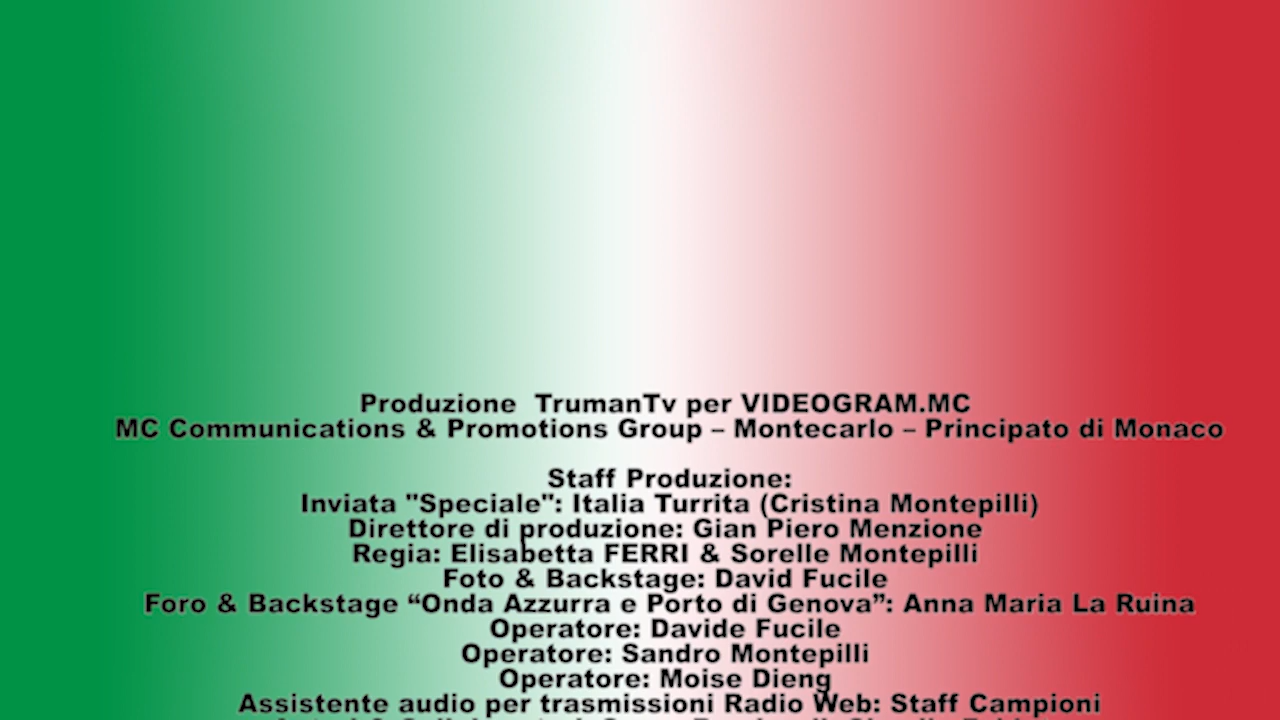 Produzione  TrumanTv per VIDEOGRAM.MC
MC Communications & Promotions Group – Montecarlo – Principato di Monaco
Staff Produzione:
Inviata "Speciale": Italia Turrita (Cristina Montepilli)
Direttore di produzione: Gian Piero Menzione
Regia: Elisabetta FERRI & Sorelle Montepilli
Foto & Backstage: David Fucile
Foro & Backstage “Onda Azzurra e Porto di Genova”: Anna Maria La Ruina
Operatore: Davide Fucile
Operatore: Sandro Montepilli
Operatore: Moise Dieng
Assistente audio per trasmissioni Radio Web: Staff Campioni